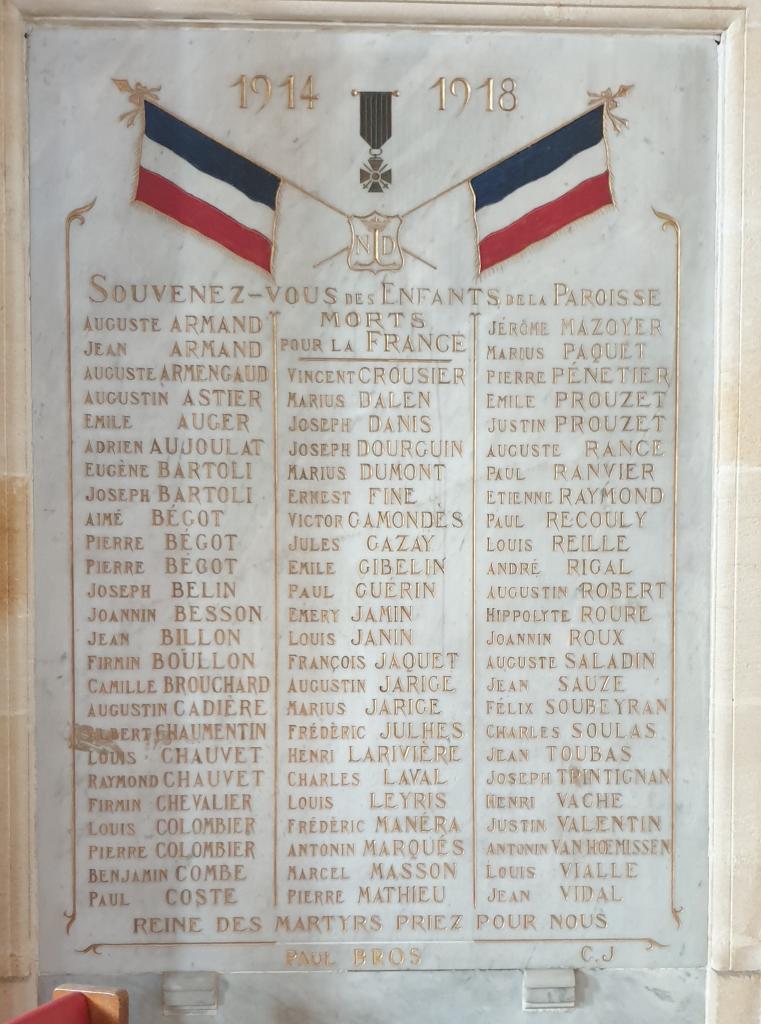 1914 1918
N D
SOUVENEZ-VOUS DES ENFANTS DE LA PAROISSE
MORTS
POUR LA FRANCE
AUGUSTE ARMAND
JEAN ARMAND
AUGUSTE ARMENGAUD
AUGUSTIN ASTIER
EMILE AUGER
ADRIEN AUJOULAT
EUGÈNE BARTOLI
JOSEPH BARTOLI
AIMÉ BÉGOT
PIERRE BÉGOT
PIERRE BÉGOT
JOSEPH BELIN
JOANNIN BESSON
JEAN BILLON
FIRMIN BOULLON
CAMILLE BROUCHARD
AUGUSTIN CADIÈRE
CHAUMENTIN
LOUIS CHAUVET
RAYMOND CHAUVET
FIRMIN CHEVALIER
LOUIS COLOMBIER
PIERRE COLOMBIER
BENJAMIN COMBE
PAUL COSTE
VINCENT CROUSIER
MARIUS DALEN
JOSEPH DANIS
JOSEPH DOURGUIN
MARIUS DUMONT
ERNEST FINE
VICTOR GAMONDÈS
JULES GAZAY
EMILE GIBELIN
PAUL GUÉRIN
EMERY JAMIN
LOUIS JANIN
FRANÇOIS JAQUET
AUGUSTIN JARIGE
MARIUS JARIGE
FRÉDÉRIC JULHES
HENRI LARIVIÈRE
CHARLES LAVAL
LOUIS LEYRIS
FRÉDÉRIC MANÉRA
ANTONIN MARQUÉS
MARCEL MASSON
PIERRE MATHIEU
JÉRÔME MAZOYER
MARIUS PAQUET
PIERRE PÉNETIER
EMILE PROUZET
JUSTIN PROUZET
AUGUSTE RANCE
PAUL RANVIER
ETIENNE RAYMOND
PAUL RECOULY
LOUIS REILLE
ANDRÉ RIGAL
AUGUSTIN ROBERT
HIPPOLYTE ROURE
JOANNIN ROUX
AUGUSTE SALADIN
JEAN SAUZE
FÉLIX SOUBEYRAN
CHARLES SOULAS
JEAN TOUBAS
JOSEPH TRINTIGNAN
HENRI VACHE
JUSTIN VALENTIN
ANTONIN VAN HOEMISSEN
LOUIS VIALLE
JEAN VIDAL
REINE DES MARTYRS PRIEZ POUR NOUS
PAUL BROS C.J